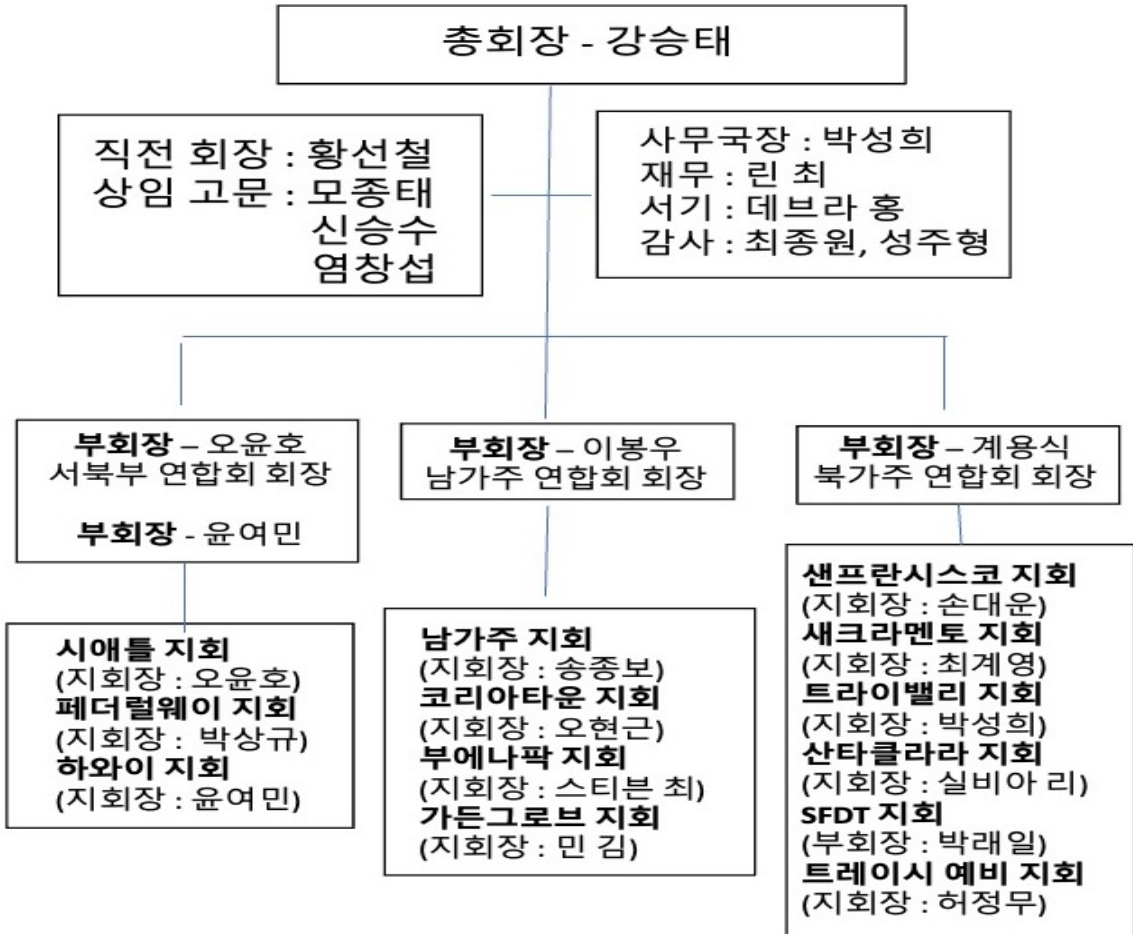 총회장 - 강승태
직전 회장 : 황선철
상임 고문 : 모종태
신승수
염창섭
사무국장 : 박성희
재무 : 린 최
서기 : 데브라 홍
감사 : 최종원, 성주형
부회장 – 오윤호
서북부 연합회 회장
부회장 - 윤여민
시애틀 지회
(지회장 : 오윤호)
페더럴웨이 지회
(지회장 : 박상규)
하와이 지회
(지회장 : 윤여민)
부회장 – 이봉우
남가주 연합회 회장
남가주 지회
(지회장 : 송종보)
코리아타운 지회
(지회장 : 오현근)
부에나팍 지회
(지회장 : 스티븐 최)
가든그로브 지회
(지회장 : 민 김)
부회장 – 계용식
북가주 연합회 회장
샌프란시스코 지회
(지회장 : 손대운)
새크라멘토 지회
(지회장 : 최계영)
트라이밸리 지회
(지회장 : 박성희)
산타클라라 지회
(지회장 : 실비아 리)
SFDT 지회
(부회장 : 박래일)
트레이시 예비 지회
(지회장 : 허정무)